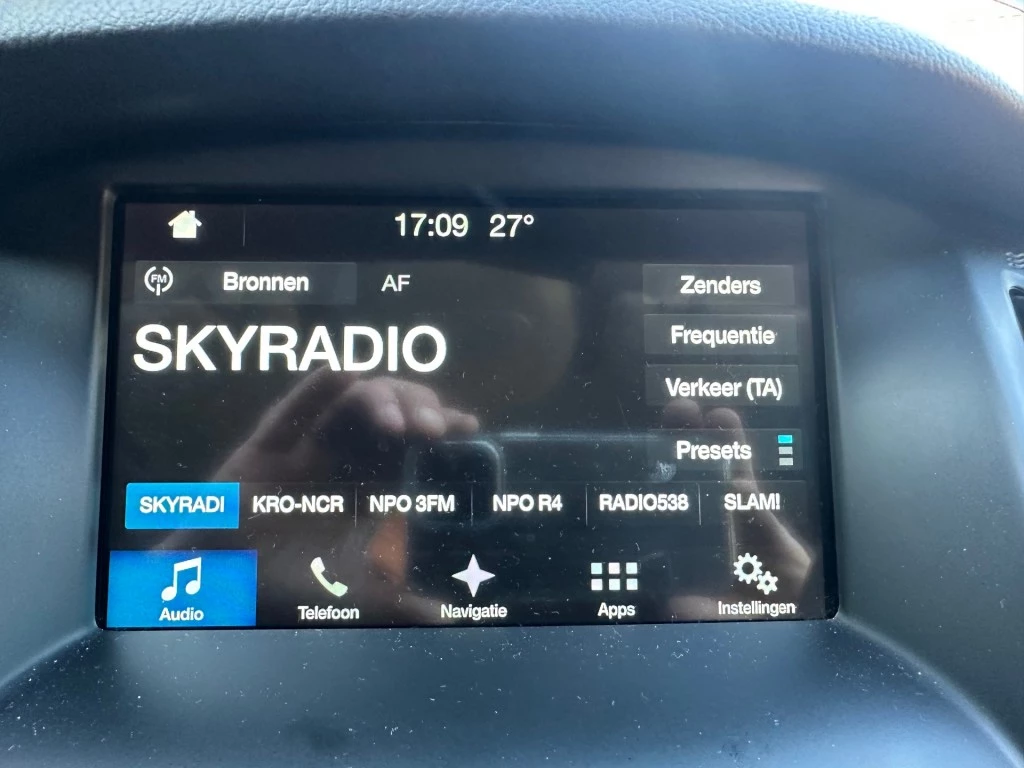 17:09 27°
FM Bronnen AF Zenders
SKYRADIO
Frequentie
Verkeer (TA)
Presets
SKYRADI KRO-NCR NPO 3FM NPO R4 RADIO538 SLAM!
Audio Telefoon Navigatie Apps Instellingen